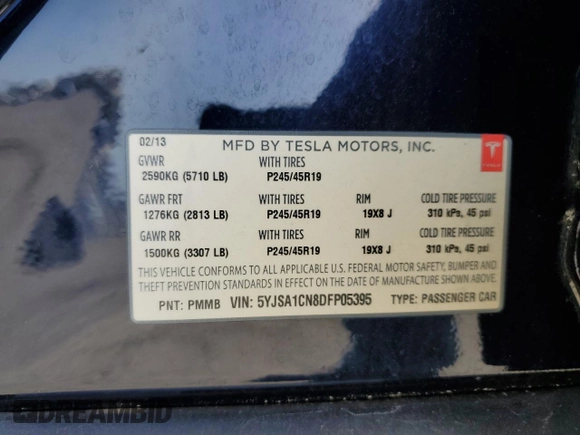 02/13 MFD BY TESLA MOTORS, INC.
GVWR WITH TIRES
2590KG (5710 LB) P245/45R19
GAWR FRT WITH TIRES RIM COLD TIRE PRESSURE
1276KG (2813 LB) P245/45R19 19X8 J 310 kPa, 45 psi
GAWR RR WITH TIRES RIM COLD TIRE PRESSURE
1500KG (3307 LB) P245/45R19 19X8 J 310 kPa, 45 psi
THIS VEHICLE CONFORMS TO ALL APPLICABLE U.S. FEDERAL MOTOR SAFETY, BUMPER AND
THEFT PREVENTION STANDARDS IN EFFECT ON THE DATE OF MANUFACTURE SHOWN ABOVE.
PNT: PMMB VIN: 5YJSA1CN8DFP05395 TYPE: PASSENGER CAR
TESLA
DREAMBID